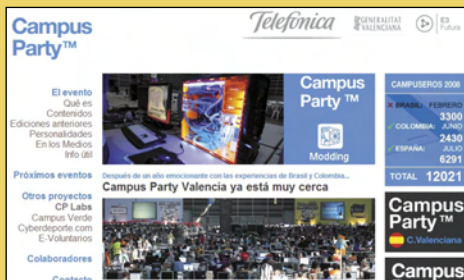 Campus
Party™
Telefónica
GENERALITAT
VALENCIANA
E3
Futura
El evento
Qué es
Contenidos
Ediciones anteriores
Personalidades
En los Medios
Info útil
Próximos eventos
Otros proyectos
CP Labs
Campus Verde
Cyberdeporte.com
E-Voluntarios
Colaboradores
Contacto
Campus
Party™
Modding
Después de un año emocionante con las experiencias de Brasil y Colombia...
Campus Party Valencia ya está muy cerca
CAMPUSEROS 2008
BRASIL: FEBRERO
3300
COLOMBIA: JUNIO
2430
ESPAÑA: JULIO
6291
TOTAL 12021
Campus
Party™
C.Valenciana
Campus